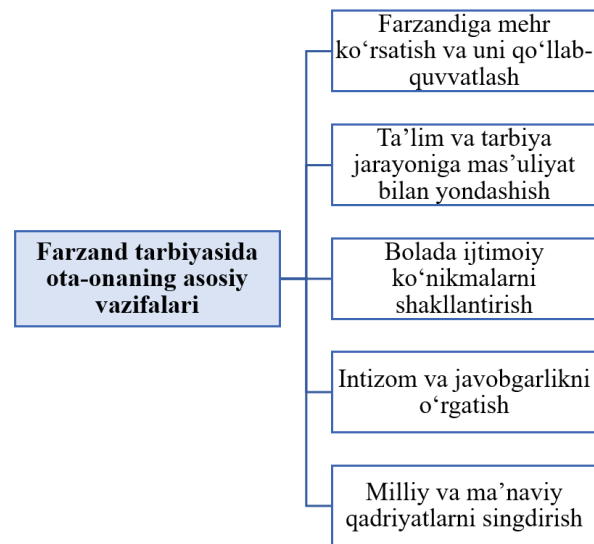 Farzand tarbiyasida
ota-onaning asosiy
vazifalari
Farzandiga mehr
ko‘rsatish va uni qo‘llab-
quvvatlash
Ta’lim va tarbiya
jarayoniga mas’uliyat
bilan yondashish
Bolada ijtimoiy
ko‘nikmalarni
shakllantirish
Intizom va javobgarlikni
o‘rgatish
Milliy va ma’naviy
qadriyatlarni singdirish